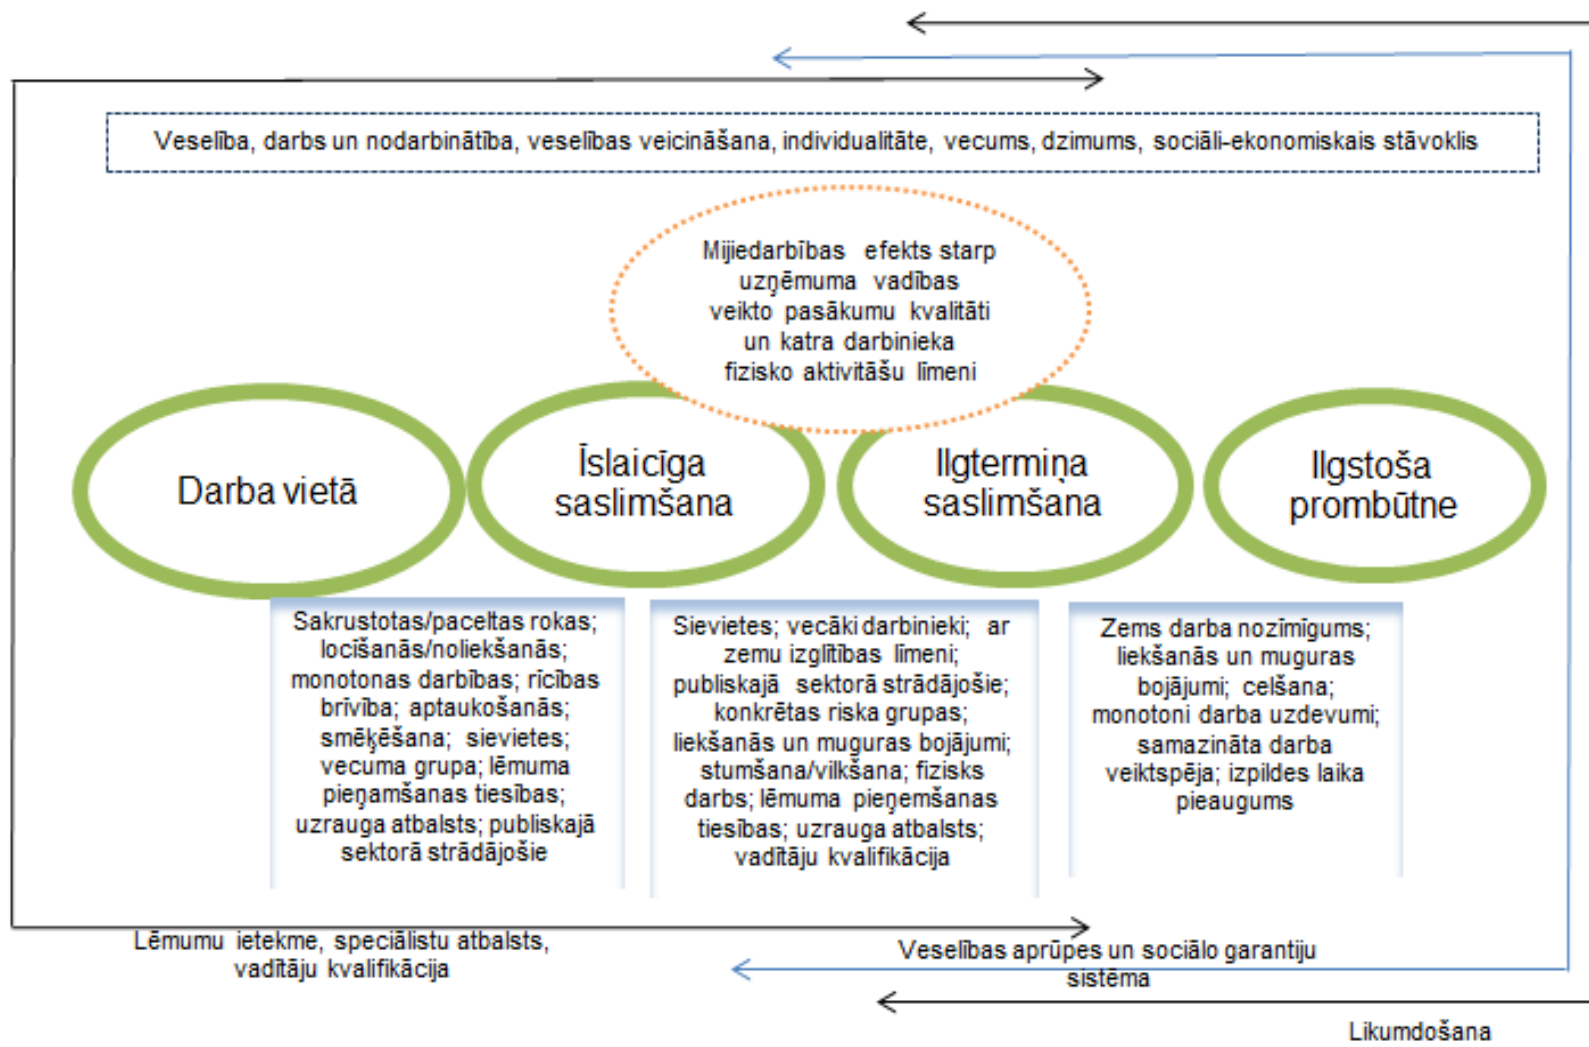 Veselība, darbs un nodarbinātība, veselības veicināšana, individualitāte, vecums, dzimums, sociāli-ekonomiskais stāvoklis
Mijiedarbības efekts starp
uzņēmuma vadības
veikto pasākumu kvalitāti
un katra darbinieka
fizisko aktivitāšu līmeni
Darba vietā
Īslaicīga
saslimšana
Ilgtermiņa
saslimšana
Ilgstoša
prombūtne
Sakrustotas/paceltas rokas;
locīšanās/noliekšanās;
monotonas darbības; rīcības
brīvība; aptaukošanās;
smēķēšana; sievietes;
vecuma grupa; lēmuma
pieņamšanas tiesības;
uzrauga atbalsts; publiskajā
sektorā strādājošie
Sievietes; vecāki darbinieki; ar
zemu izglītības līmeni;
publiskajā sektorā strādājošie;
konkrētas riska grupas;
liekšanās un muguras bojājumi;
stumšana/vilkšana; fizisks
darbs; lēmuma pieņemšanas
tiesības; uzrauga atbalsts;
vadītāju kvalifikācija
Zems darba nozīmīgums;
liekšanās un muguras
bojājumi; celšana;
monotoni darba uzdevumi;
samazināta darba
veiktspēja; izpildes laika
pieaugums
Lēmumu ietekme, speciālistu atbalsts,
vadītāju kvalifikācija
Veselības aprūpes un sociālo garantiju
sistēma
Likumdošana